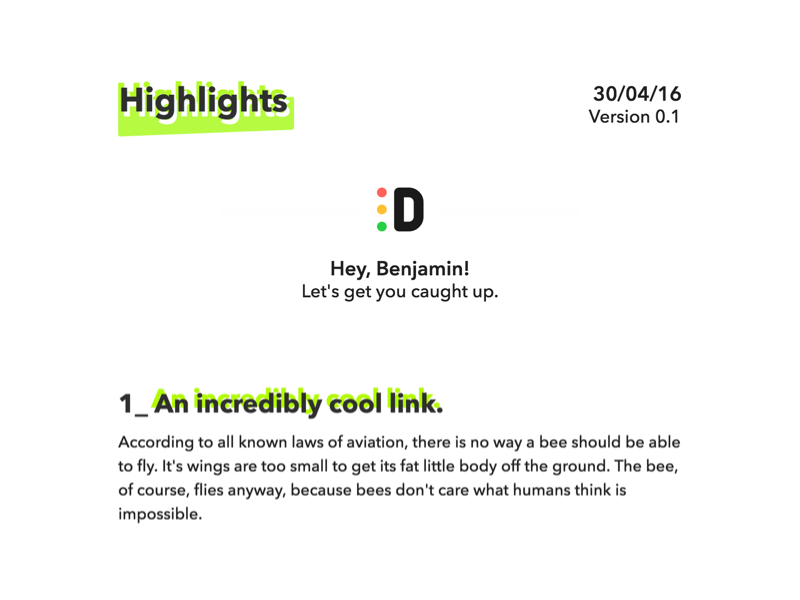 Highlights
30/04/16
Version 0.1
D
Hey, Benjamin!
Let's get you caught up.
1_ An incredibly cool link.
According to all known laws of aviation, there is no way a bee should be able
to fly. It's wings are too small to get its fat little body off the ground. The bee,
of course, flies anyway, because bees don't care what humans think is
impossible.